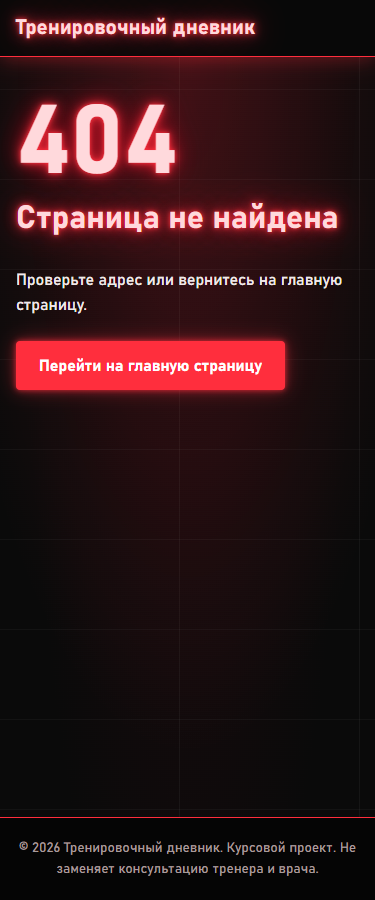 Тренировочный дневник
404
Страница не найдена
Проверьте адрес или вернитесь на главную
страницу.
Перейти на главную страницу
© 2026 Тренировочный дневник. Курсовой проект. Не
заменяет консультацию тренера и врача.